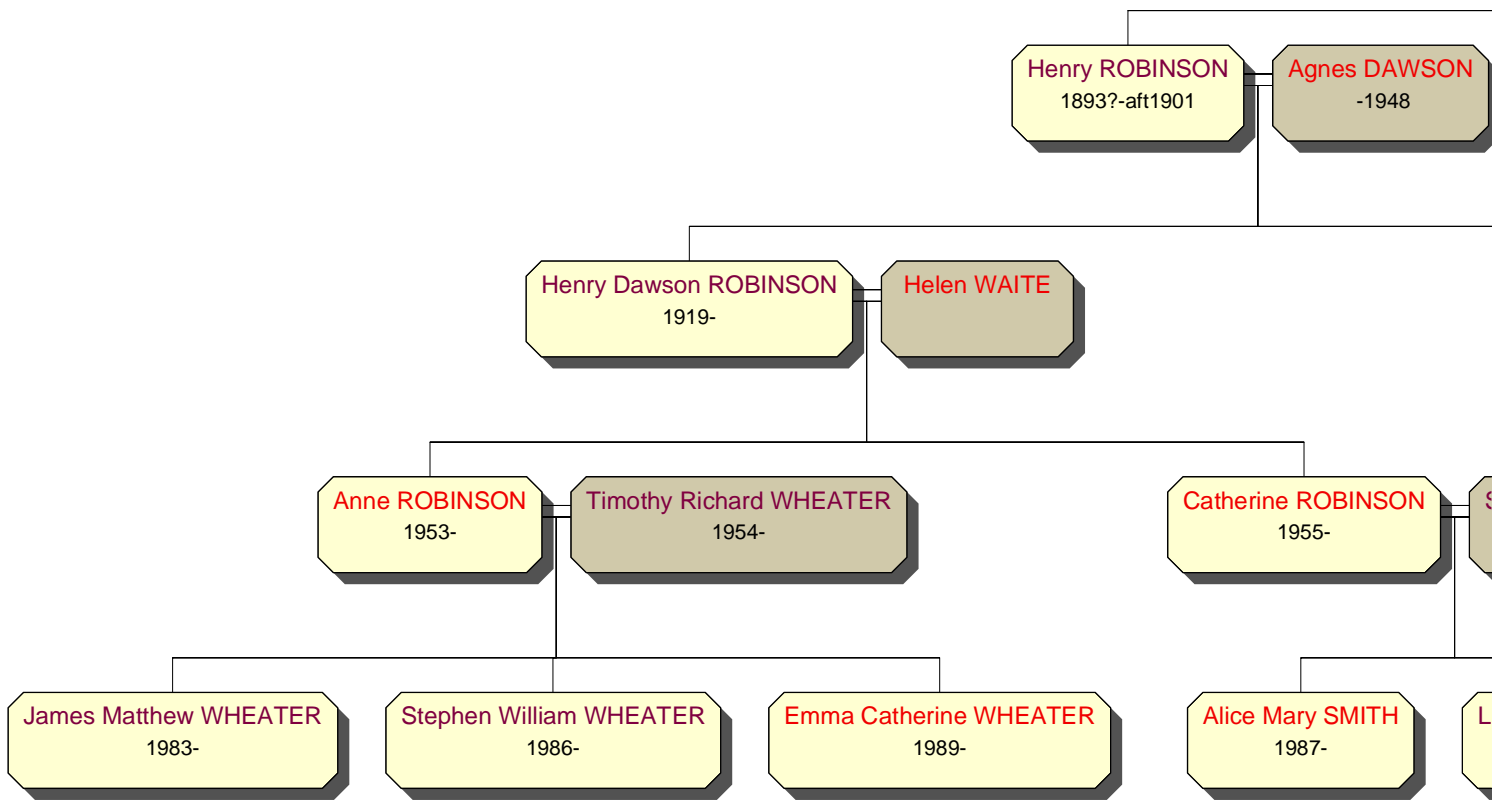 Henry ROBINSON
1893?-aft1901
Agnes DAWSON
-1948
Henry Dawson ROBINSON
1919-
Helen WAITE
Anne ROBINSON
1953-
Timothy Richard WHEATER
1954-
Catherine ROBINSON
1955-
James Matthew WHEATER
1983-
Stephen William WHEATER
1986-
Emma Catherine WHEATER
1989-
Alice Mary SMITH
1987-